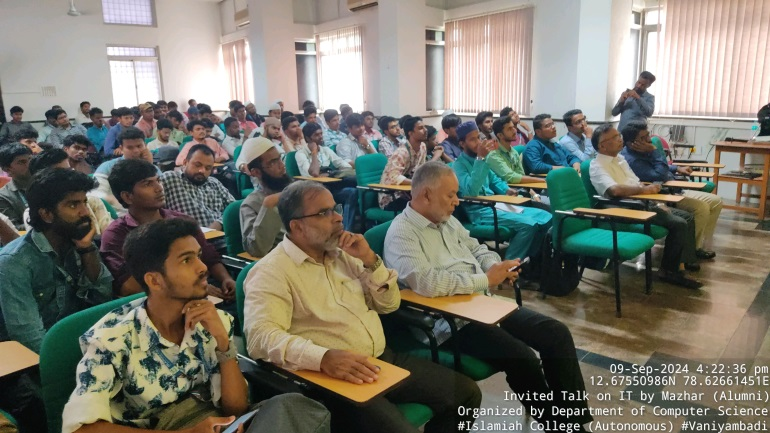 09-Sep-2024 4:22:36 pm
12.67550986N 78.62661451E
Invited Talk on IT by Mazhar (Alumni)
Organized by Department of Computer Science
#Islamiah College (Autonomous) #Vaniyambadi